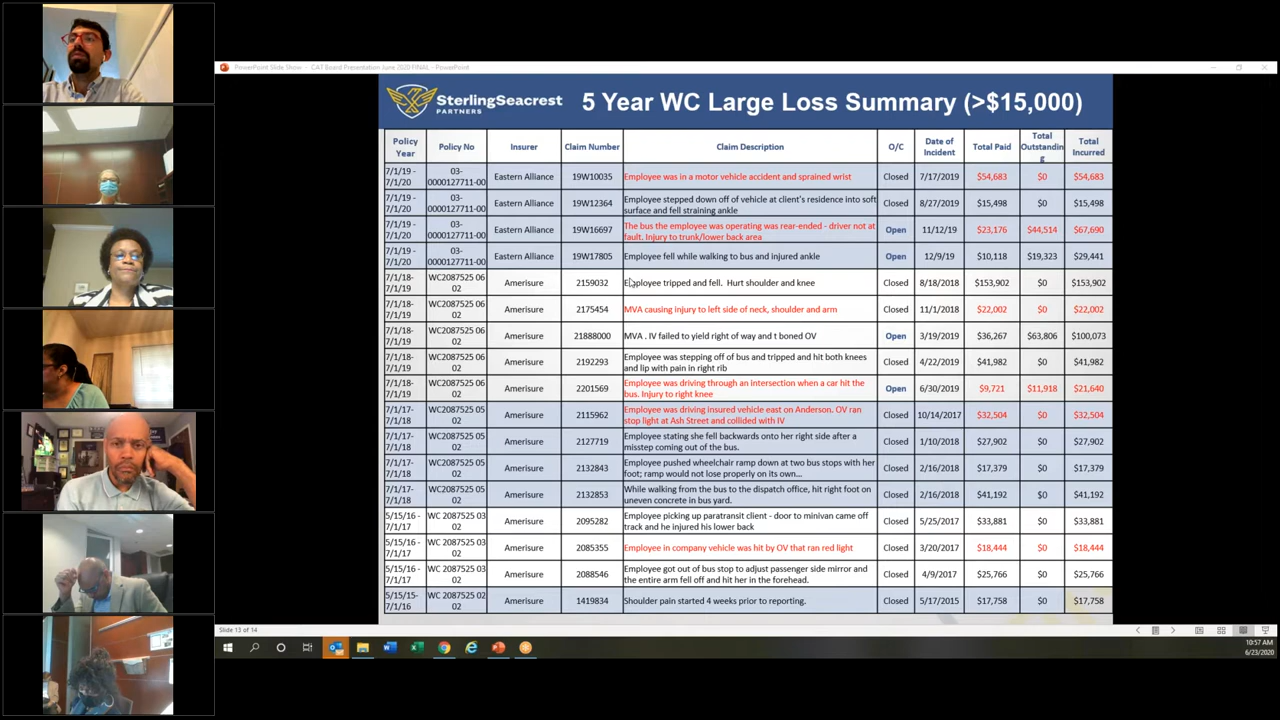 PowerPoint Slide Show - CAT Board Presentation June 2020 FINAL - PowerPoint
SterlingSeacrest
PARTNERS
5 Year WC Large Loss Summary (>$15,000)
Policy Year Policy No Insurer Claim Number Claim Description O/C Date of Incident Total Paid Total Outstanding Total Incurred
7/1/19 - 7/1/20 03-0000127711-00 Eastern Alliance 19W10035 Employee was in a motor vehicle accident and sprained wrist Closed 7/17/2019 $54,683 $0 $54,683
7/1/19 - 7/1/20 03-0000127711-00 Eastern Alliance 19W12364 Employee stepped down off of vehicle at client's residence into soft surface and fell straining ankle Closed 8/27/2019 $15,498 $0 $15,498
7/1/19 - 7/1/20 03-0000127711-00 Eastern Alliance 19W16697 The bus the employee was operating was rear-ended - driver not at fault. Injury to trunk/lower back area Open 11/12/19 $23,176 $44,514 $67,690
7/1/19 - 7/1/20 03-0000127711-00 Eastern Alliance 19W17805 Employee fell while walking to bus and injured ankle Open 12/9/19 $10,118 $19,323 $29,441
7/1/18- 7/1/19 WC2087525 06 02 Amerisure 2159032 Employee tripped and fell. Hurt shoulder and knee Closed 8/18/2018 $153,902 $0 $153,902
7/1/18- 7/1/19 WC2087525 06 02 Amerisure 2175454 MVA causing injury to left side of neck, shoulder and arm Closed 11/1/2018 $22,002 $0 $22,002
7/1/18- 7/1/19 WC2087525 06 02 Amerisure 21888000 MVA . IV failed to yield right of way and t boned OV Open 3/19/2019 $36,267 $63,806 $100,073
7/1/18- 7/1/19 WC2087525 06 02 Amerisure 2192293 Employee was stepping off of bus and tripped and hit both knees and lip with pain in right rib Closed 4/22/2019 $41,982 $0 $41,982
7/1/18- 7/1/19 WC2087525 06 02 Amerisure 2201569 Employee was driving through an intersection when a car hit the bus. Injury to right knee Open 6/30/2019 $9,721 $11,918 $21,640
7/1/17- 7/1/18 WC2087525 05 02 Amerisure 2115962 Employee was driving insured vehicle east on Anderson. OV ran stop light at Ash Street and collided with IV Closed 10/14/2017 $32,504 $0 $32,504
7/1/17- 7/1/18 WC2087525 05 02 Amerisure 2127719 Employee stating she fell backwards onto her right side after a misstep coming out of the bus. Closed 1/10/2018 $27,902 $0 $27,902
7/1/17- 7/1/18 WC2087525 05 02 Amerisure 2132843 Employee pushed wheelchair ramp down at two bus stops with her foot; ramp would not lose properly on its own... Closed 2/16/2018 $17,379 $0 $17,379
7/1/17- 7/1/18 WC2087525 05 02 Amerisure 2132853 While walking from the bus to the dispatch office, hit right foot on uneven concrete in bus yard. Closed 2/16/2018 $41,192 $0 $41,192
5/15/16 - 7/1/17 WC 2087525 03 02 Amerisure 2095282 Employee picking up paratransit client - door to minivan came off track and he injured his lower back Closed 5/25/2017 $33,881 $0 $33,881
5/15/16 - 7/1/17 WC 2087525 03 02 Amerisure 2085355 Employee in company vehicle was hit by OV that ran red light Closed 3/20/2017 $18,444 $0 $18,444
5/15/16 - 7/1/17 WC 2087525 03 02 Amerisure 2088546 Employee got out of bus stop to adjust passenger side mirror and the entire arm fell off and hit her in the forehead. Closed 4/9/2017 $25,766 $0 $25,766
5/15/15- 7/1/16 WC 2087525 02 02 Amerisure 1419834 Shoulder pain started 4 weeks prior to reporting. Closed 5/17/2015 $17,758 $0 $17,758
Slide 13 of 14
10:57 AM
6/23/2020